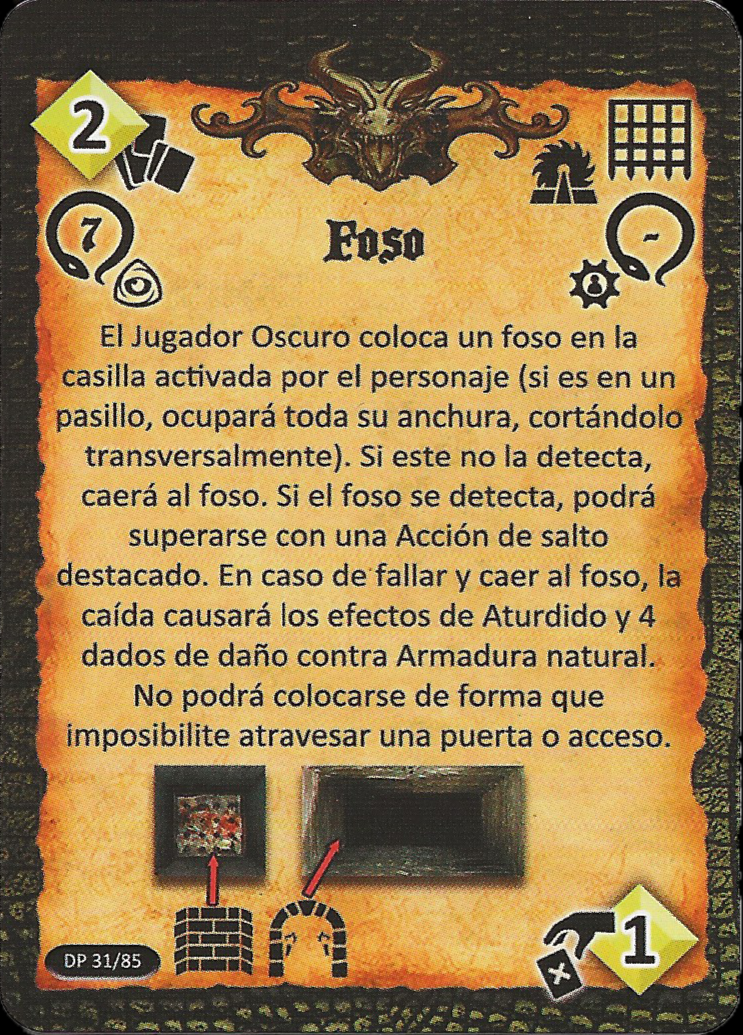 2
7
Foso
-
El Jugador Oscuro coloca un foso en la
casilla activada por el personaje (si es en un
pasillo, ocupará toda su anchura, cortándolo
transversalmente). Si este no la detecta,
caerá al foso. Si el foso se detecta, podrá
superarse con una Acción de salto
destacado. En caso de fallar y caer al foso, la
caída causará los efectos de Aturdido y 4
dados de daño contra Armadura natural.
No podrá colocarse de forma que
imposibilite atravesar una puerta o acceso.
DP 31/85
1